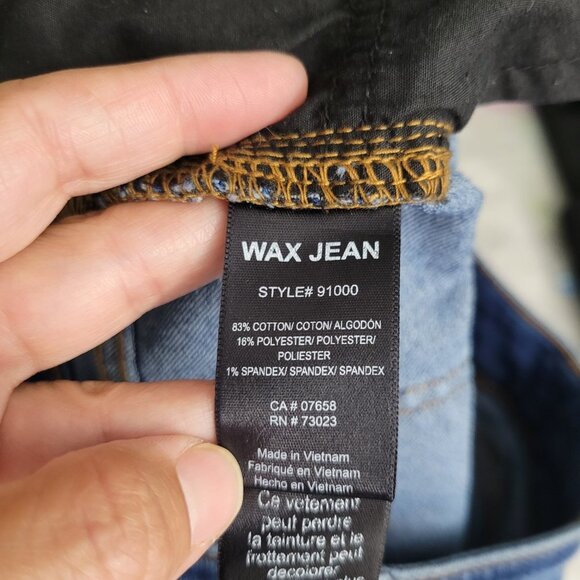 WAX JEAN
STYLE# 91000
83% COTTON/ COTON/ ALGODÓN
16% POLYESTER/ POLYESTER/
POLIESTER
1% SPANDEX/ SPANDEX/ SPANDEX
CA # 07658
RN # 73023
Made in Vietnam
Fabriqué en Vietnam
Hecho en Vietnam
Ce vêtement
peut perdre
la teinture et le
frottement peut
décolorer